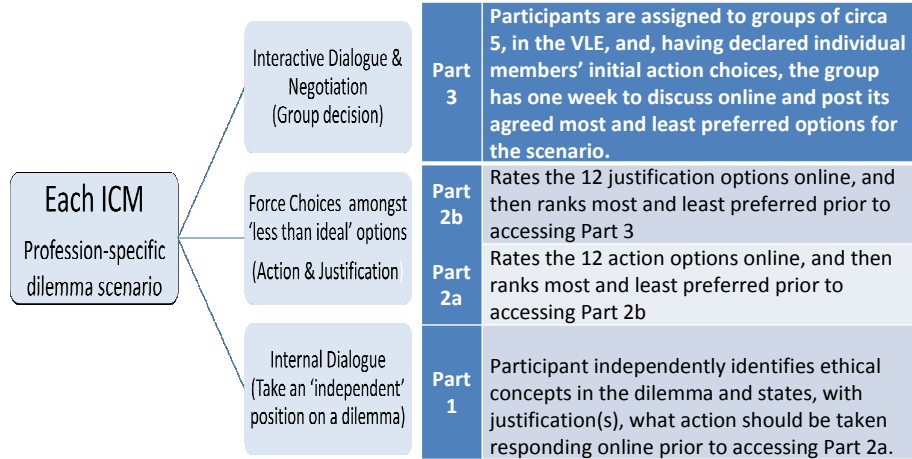 Each ICM
Profession-specific
dilemma scenario
Interactive Dialogue &
Negotiation
(Group decision)
Part
3
Participants are assigned to groups of circa
5, in the VLE, and, having declared individual
members' initial action choices, the group
has one week to discuss online and post its
agreed most and least preferred options for
the scenario.
Force Choices amongst
'less than ideal' options
(Action & Justification)
Part
2b
Rates the 12 justification options online, and
then ranks most and least preferred prior to
accessing Part 3
Part
2a
Rates the 12 action options online, and then
ranks most and least preferred prior to
accessing Part 2b
Internal Dialogue
(Take an 'independent'
position on a dilemma)
Part
1
Participant independently identifies ethical
concepts in the dilemma and states, with
justification(s), what action should be taken
responding online prior to accessing Part 2a.